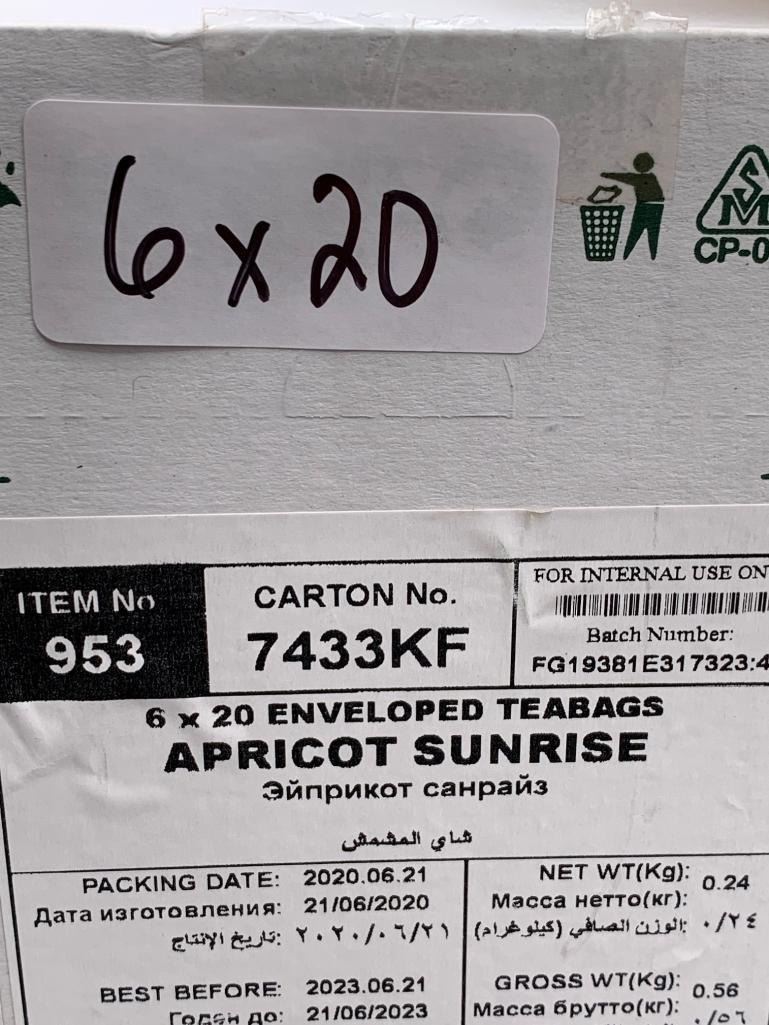 6 x 20
SM
CP-0
ITEM No
953
CARTON No.
7433KF
FOR INTERNAL USE ON
Batch Number:
FG19381E317323:4
6 x 20 ENVELOPED TEABAGS
APRICOT SUNRISE
Эйприкот санрайз
شاي المشمش
PACKING DATE: 2020.06.21
Дата изготовления: 21/06/2020
تاريخ الإنتاج: ٢٠٢٠/٠٦/٢١
NET WT(Kg): 0.24
Масса нетто(кг):
الوزن الصافي (كيلوغرام): ٠/٢٤
BEST BEFORE: 2023.06.21
Годен до: 21/06/2023
GROSS WT(Kg): 0.56
Масса брутто(кг):
٠/٥٦